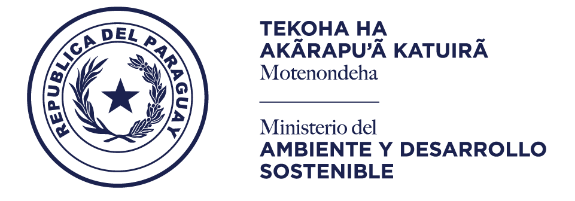 REPUBLICA DEL PARAGUAY
TEKOHA HA
AKÃRAPU'Ã KATUIRÃ
Motenondeha
Ministerio del
AMBIENTE Y DESARROLLO
SOSTENIBLE